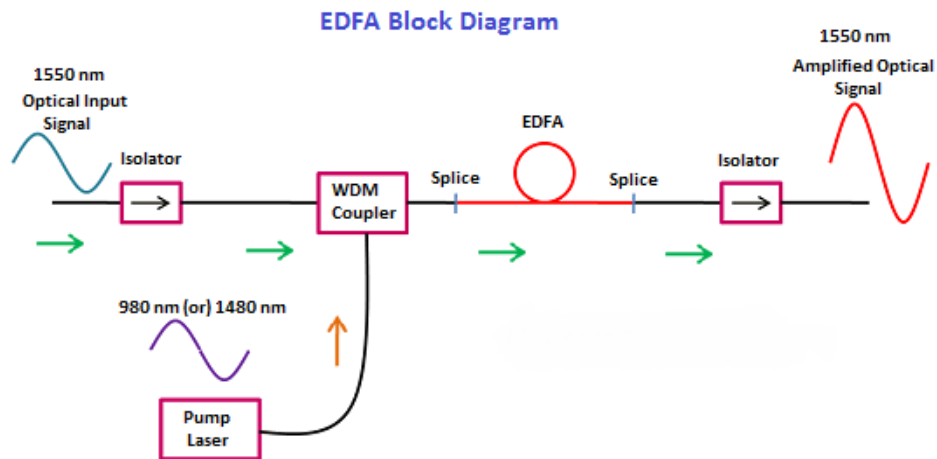 EDFA Block Diagram
1550 nm
Optical Input
Signal
Isolator
WDM
Coupler
Splice
EDFA
Splice
Isolator
1550 nm
Amplified Optical
Signal
980 nm (or) 1480 nm
Pump
Laser